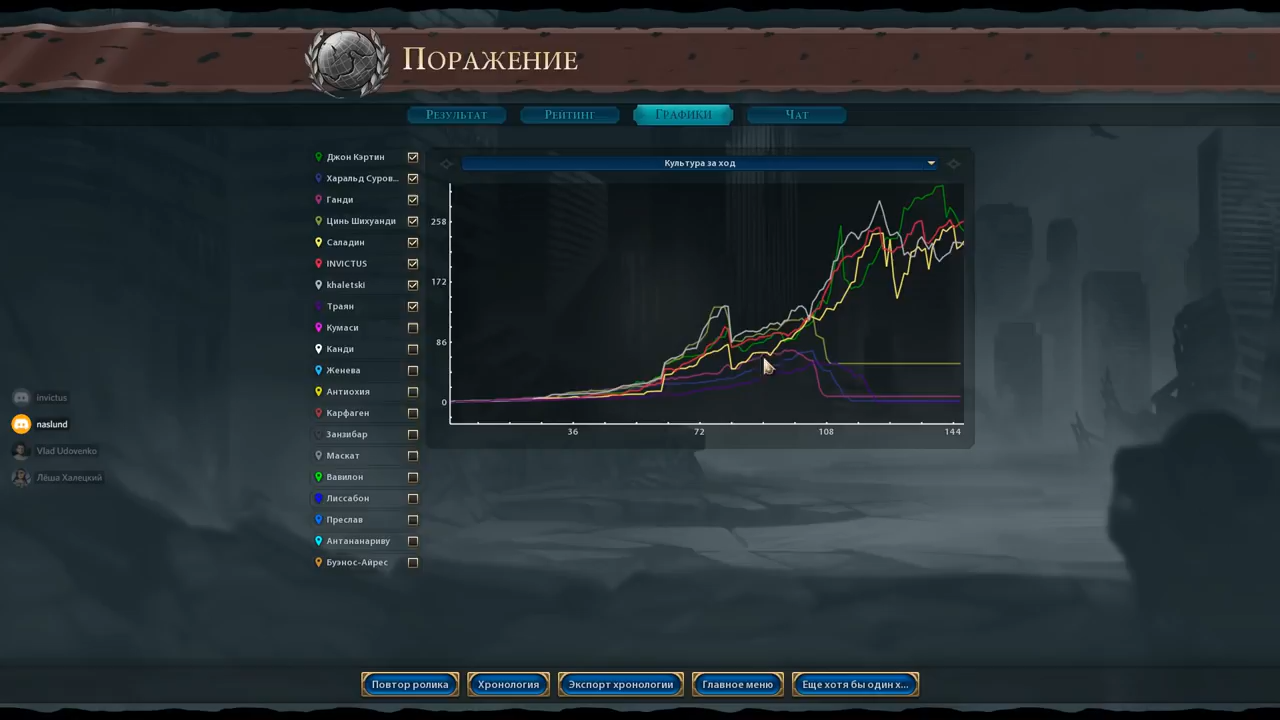 Поражение
Результат
Рейтинг
Графики
Чат
Джон Кэртин
Харальд Суров...
Ганди
Цинь Шихуанди
Саладин
INVICTUS
khaletski
Траян
Кумаси
Канди
Женева
Антиохия
Карфаген
Занзибар
Маскат
Вавилон
Лиссабон
Преслав
Антананариву
Буэнос-Айрес
Культура за ход
258
172
86
0
36
72
108
144
invictus
naslund
Vlad Udovenko
Лёша Халецкий
Повтор ролика
Хронология
Экспорт хронологии
Главное меню
Еще хотя бы один х...